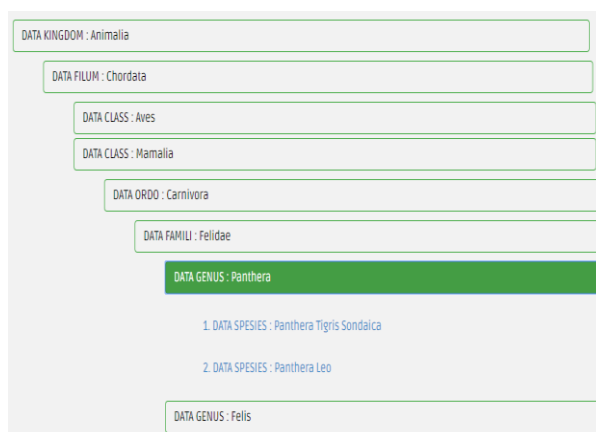 DATA KINGDOM : Animalia
DATA FILUM : Chordata
DATA CLASS : Aves
DATA CLASS : Mamalia
DATA ORDO : Carnivora
DATA FAMILI : Felidae
DATA GENUS : Panthera
1. DATA SPESIES : Panthera Tigris Sondaica
2. DATA SPESIES : Panthera Leo
DATA GENUS : Felis